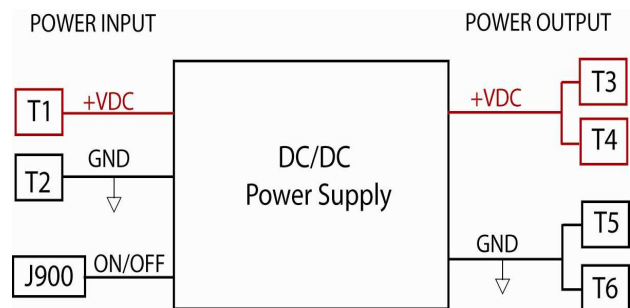 POWER INPUT
POWER OUTPUT
T1
+VDC
T2
GND
J900
ON/OFF
DC/DC
Power Supply
+VDC
T3
T4
GND
T5
T6